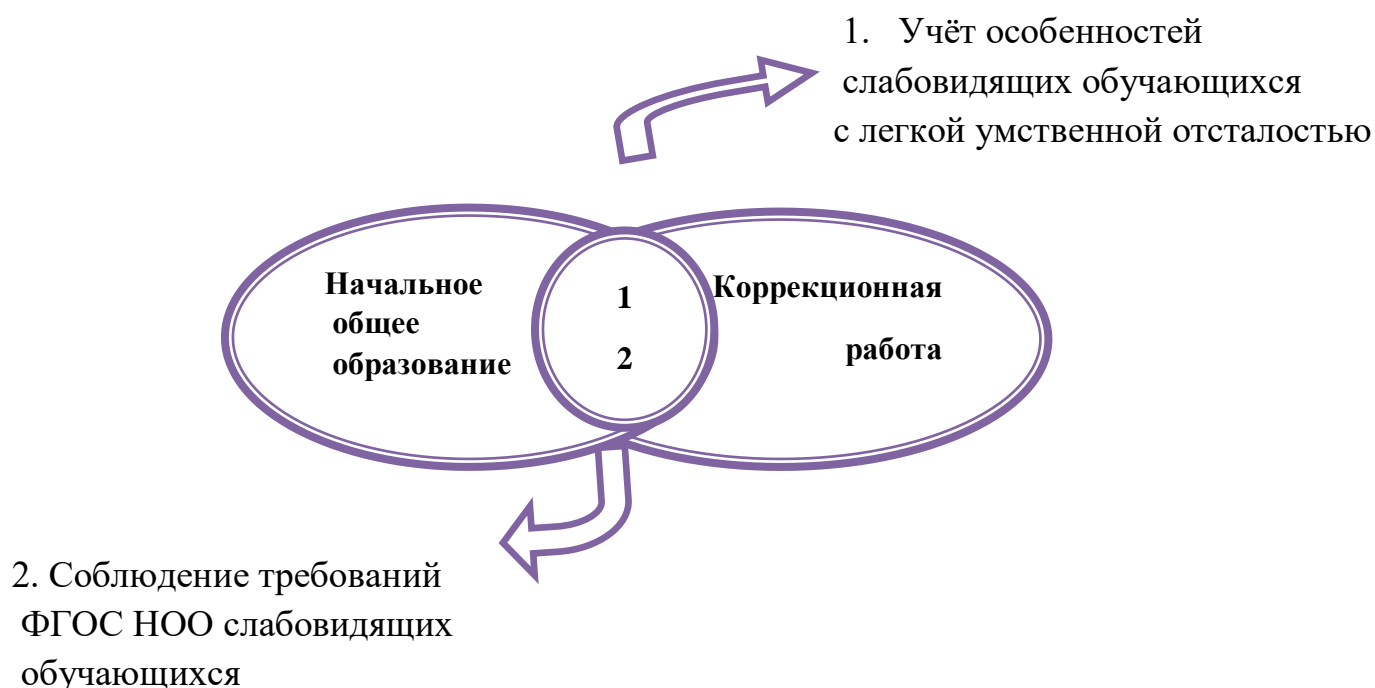 1. Учёт особенностей
слабовидящих обучающихся
с легкой умственной отсталостью
Начальное
общее
образование
1
2
Коррекционная
работа
2. Соблюдение требований
ФГОС НОО слабовидящих
обучающихся